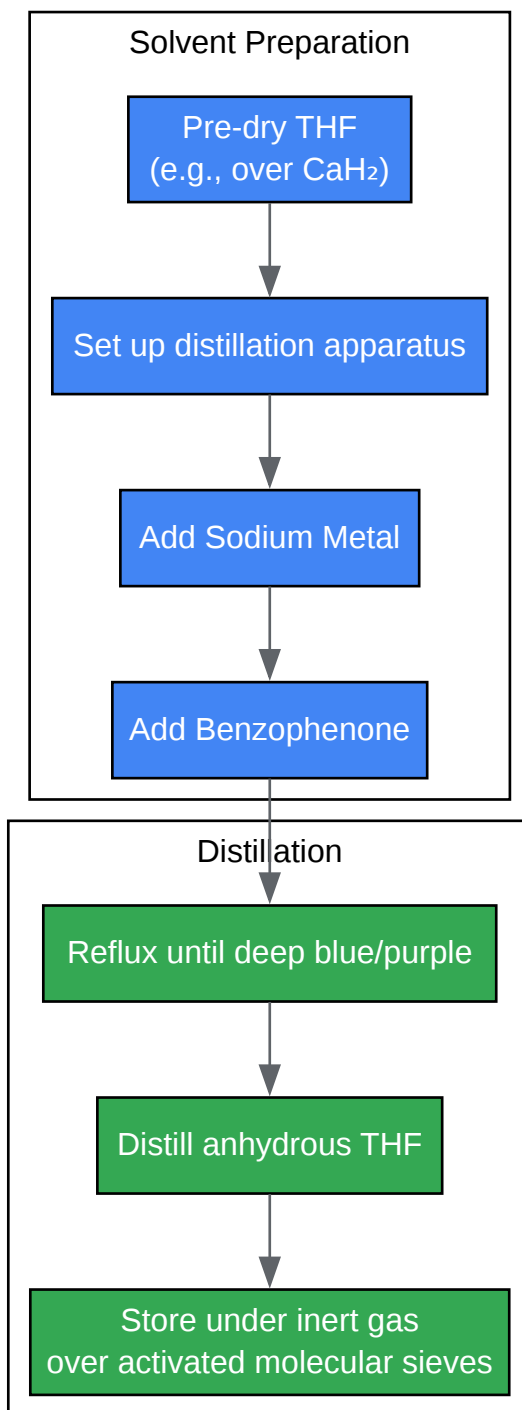 Solvent Preparation
Pre-dry THF
(e.g., over CaH₂)
Set up distillation apparatus
Add Sodium Metal
Add Benzophenone
Distillation
Reflux until deep blue/purple
Distill anhydrous THF
Store under inert gas
over activated molecular sieves